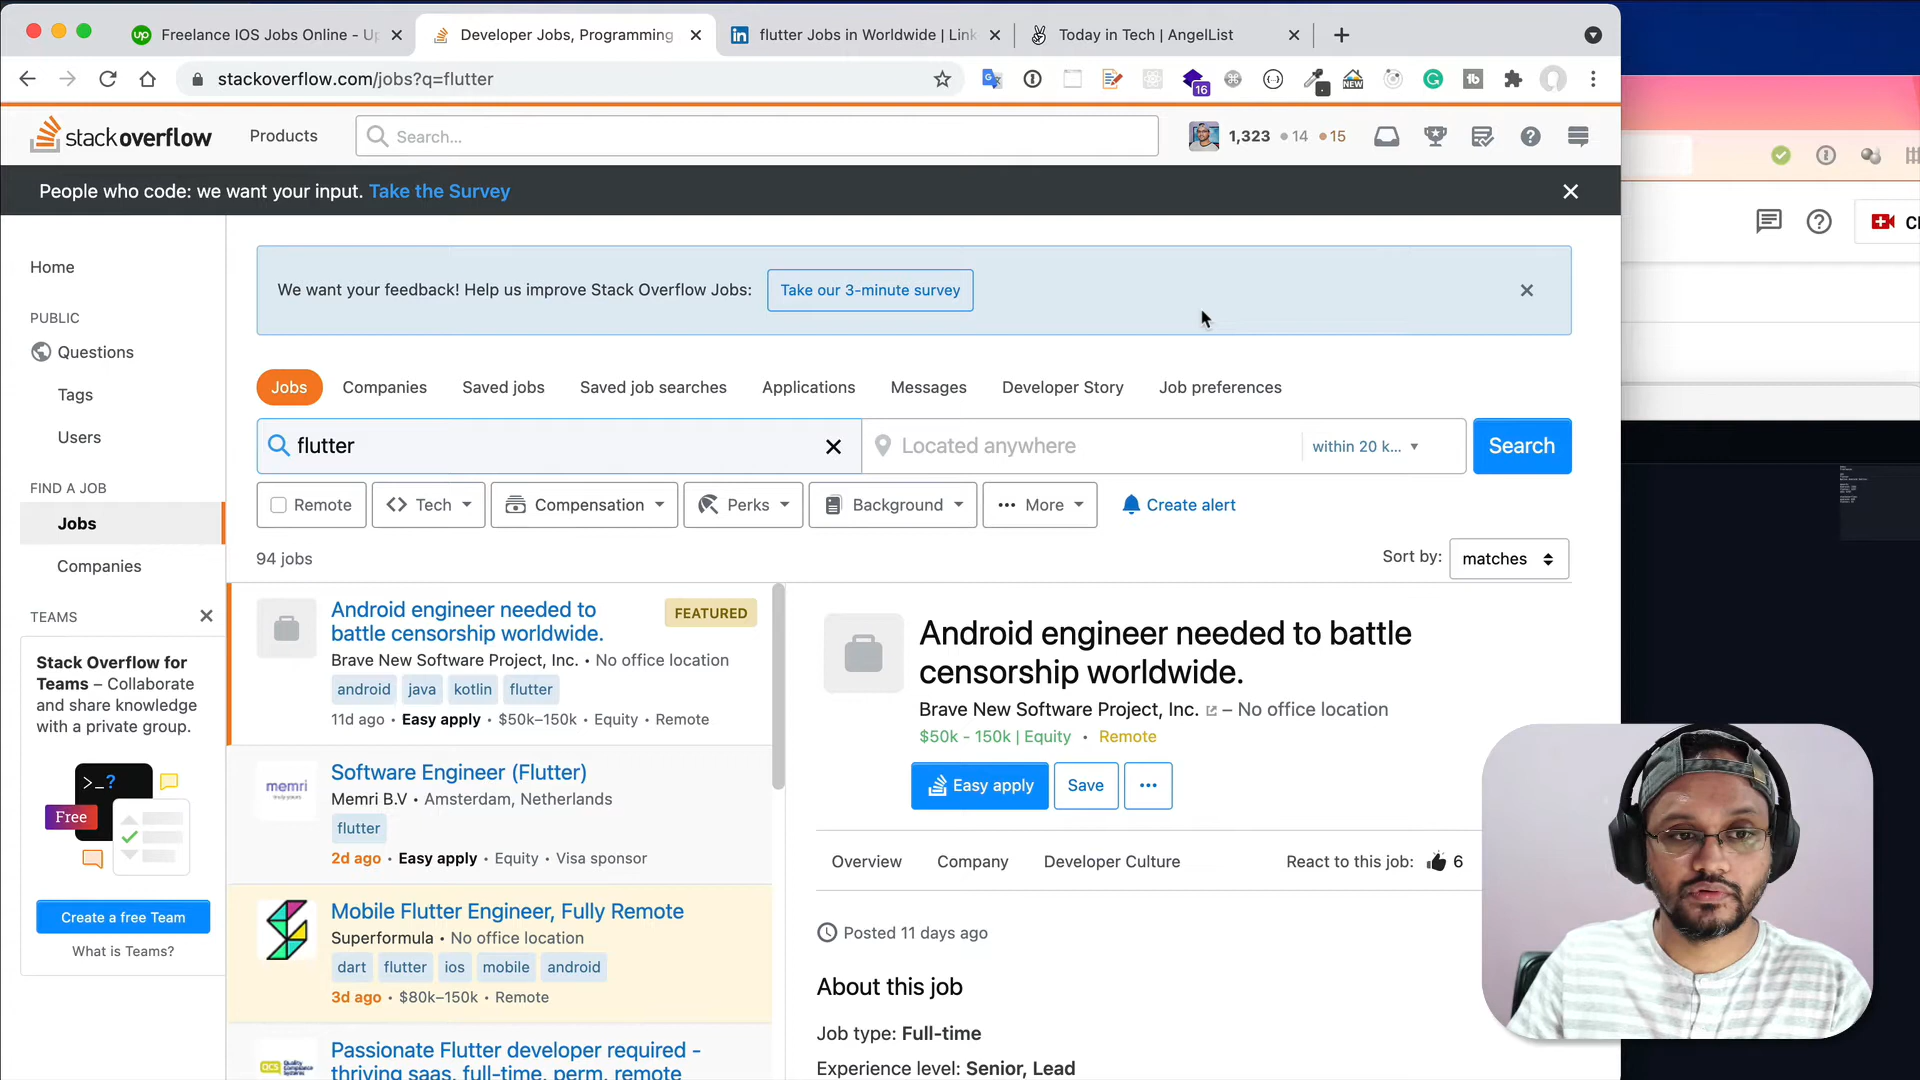 Freelance IOS Jobs Online - Up
Developer Jobs, Programming
flutter Jobs in Worldwide | Link
Today in Tech | AngelList
stackoverflow.com/jobs?q=flutter
16
NEW
stackoverflow
Products
Search...
1,323
14
15
People who code: we want your input. Take the Survey
Home
PUBLIC
Questions
Tags
Users
FIND A JOB
Jobs
Companies
TEAMS
Stack Overflow for
Teams – Collaborate
and share knowledge
with a private group.
>_?
Free
Create a free Team
What is Teams?
We want your feedback! Help us improve Stack Overflow Jobs:
Take our 3-minute survey
Jobs
Companies
Saved jobs
Saved job searches
Applications
Messages
Developer Story
Job preferences
flutter
Located anywhere
within 20 k...
Search
Remote
Tech
Compensation
Perks
Background
More
Create alert
94 jobs
Sort by:
matches
Android engineer needed to
battle censorship worldwide.
FEATURED
Brave New Software Project, Inc. • No office location
android java kotlin flutter
11d ago • Easy apply • $50k–150k • Equity • Remote
memri
Software Engineer (Flutter)
Memri B.V • Amsterdam, Netherlands
flutter
2d ago • Easy apply • Equity • Visa sponsor
Mobile Flutter Engineer, Fully Remote
Superformula • No office location
dart flutter ios mobile android
3d ago • $80k–150k • Remote
QCS
Passionate Flutter developer required -
thriving saas, full-time, perm, remote
Android engineer needed to battle
censorship worldwide.
Brave New Software Project, Inc. – No office location
$50k - 150k | Equity • Remote
Easy apply
Save
Overview
Company
Developer Culture
React to this job:
6
Posted 11 days ago
About this job
Job type: Full-time
Experience level: Senior, Lead